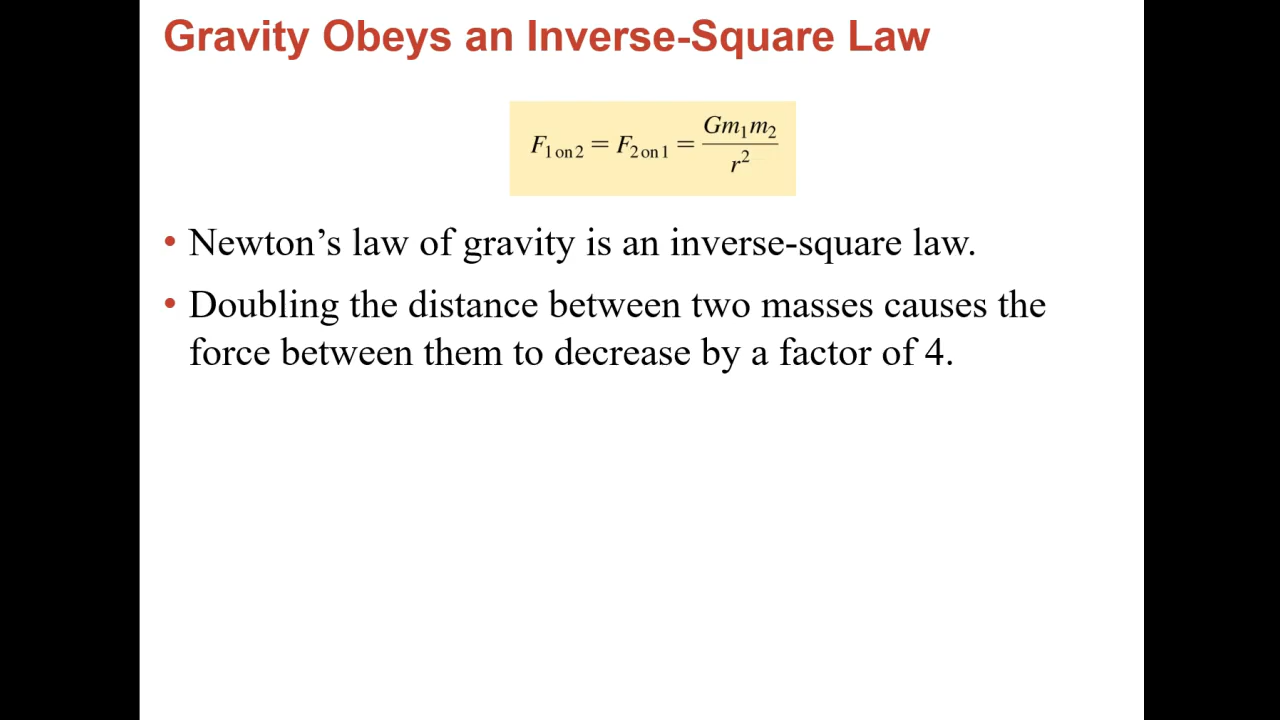 Gravity Obeys an Inverse-Square Law
F1 on 2 = F2 on 1 = Gm1m2 / r²
• Newton’s law of gravity is an inverse-square law.
• Doubling the distance between two masses causes the
force between them to decrease by a factor of 4.